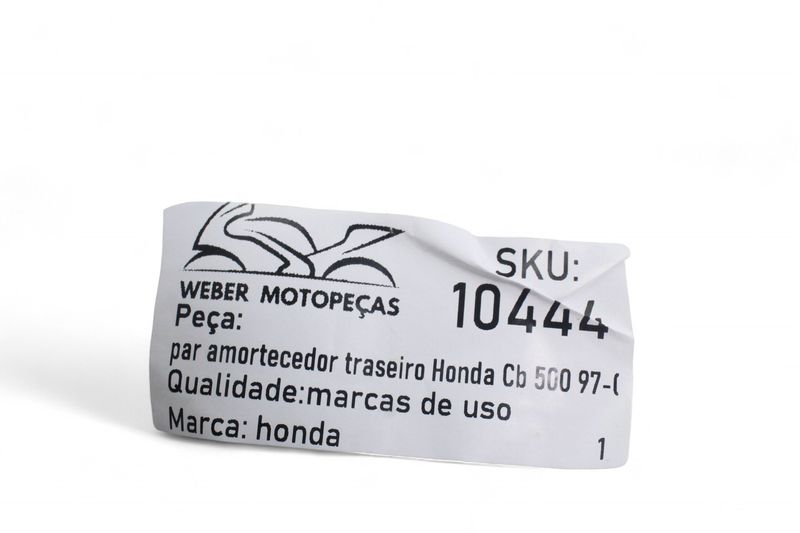 WEBER MOTOPEÇAS
SKU:
10444
Peça:
par amortecedor traseiro Honda Cb 500 97-
Qualidade:marcas de uso
Marca: honda
1